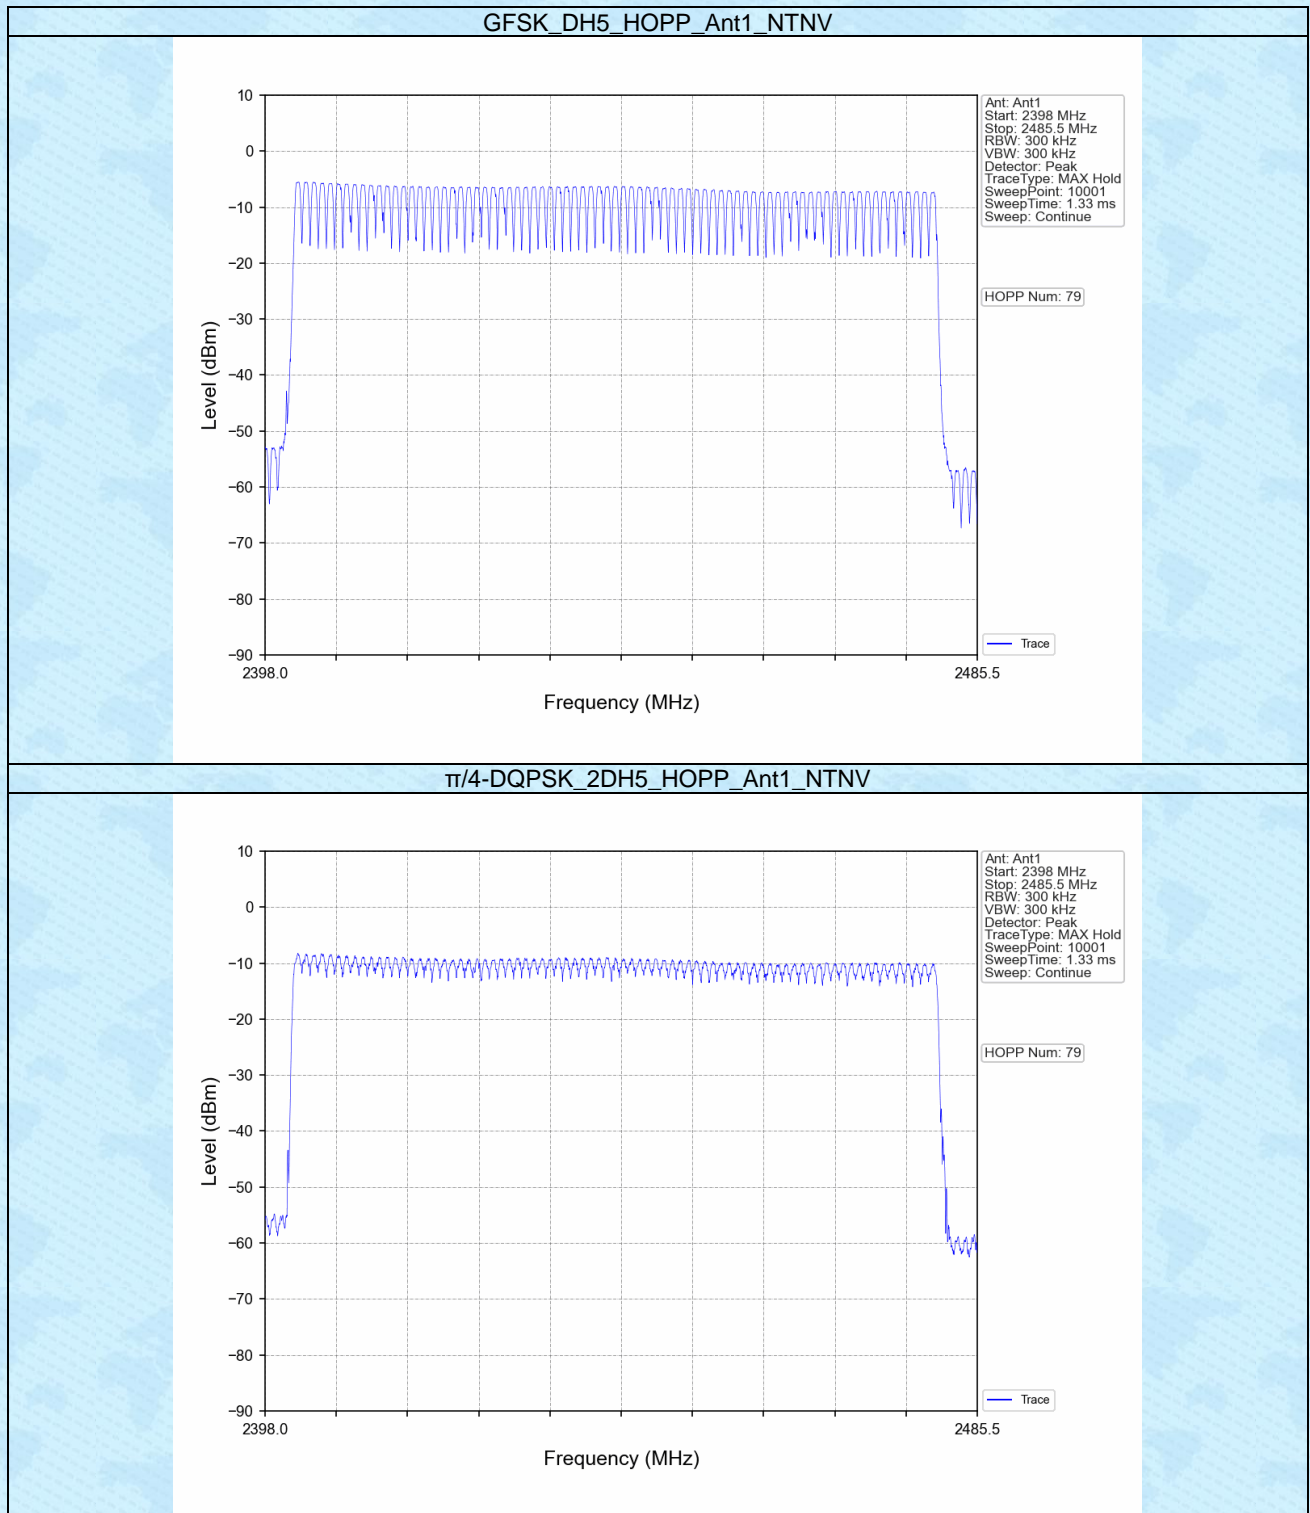 GFSK_DH5_HOPP_Ant1_NTNV
10
0
−10
−20
−30
−40
−50
−60
−70
−80
−90
Level (dBm)
2398.0
2485.5
Frequency (MHz)
Ant: Ant1
Start: 2398 MHz
Stop: 2485.5 MHz
RBW: 300 kHz
VBW: 300 kHz
Detector: Peak
TraceType: MAX Hold
SweepPoint: 10001
SweepTime: 1.33 ms
Sweep: Continue
HOPP Num: 79
Trace
π/4-DQPSK_2DH5_HOPP_Ant1_NTNV
10
0
−10
−20
−30
−40
−50
−60
−70
−80
−90
Level (dBm)
2398.0
2485.5
Frequency (MHz)
Ant: Ant1
Start: 2398 MHz
Stop: 2485.5 MHz
RBW: 300 kHz
VBW: 300 kHz
Detector: Peak
TraceType: MAX Hold
SweepPoint: 10001
SweepTime: 1.33 ms
Sweep: Continue
HOPP Num: 79
Trace